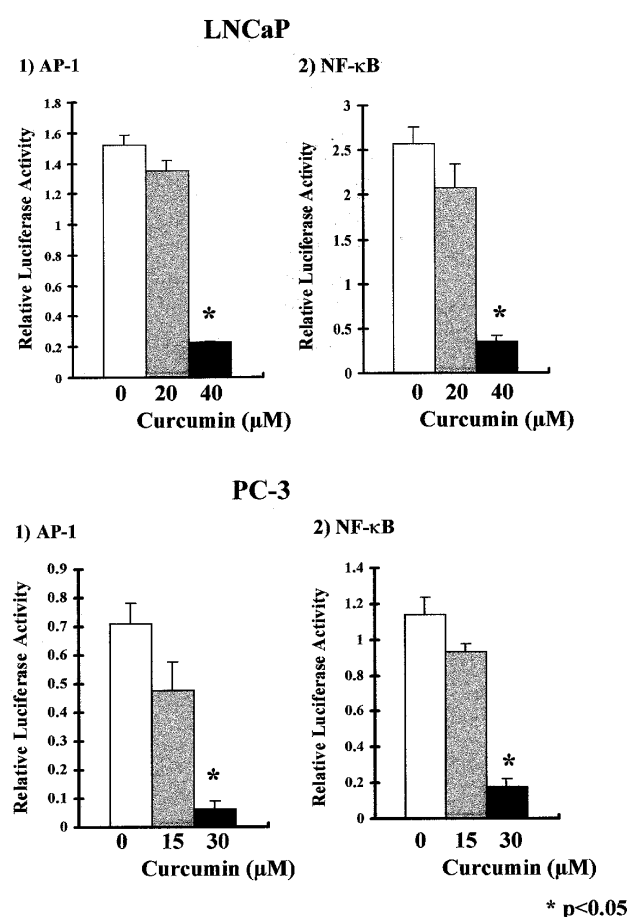 LNCaP
1) AP-1
2) NF-κB
Relative Luciferase Activity
1.8
1.6
1.4
1.2
1
0.8
0.6
0.4
0.2
0
*
0 20 40
Curcumin (μM)
Relative Luciferase Activity
3
2.5
2
1.5
1
0.5
0
*
0 20 40
Curcumin (μM)
PC-3
1) AP-1
2) NF-κB
Relative Luciferase Activity
0.9
0.8
0.7
0.6
0.5
0.4
0.3
0.2
0.1
0
*
0 15 30
Curcumin (μM)
Relative Luciferase Activity
1.4
1.2
1
0.8
0.6
0.4
0.2
0
*
0 15 30
Curcumin (μM)
* p<0.05